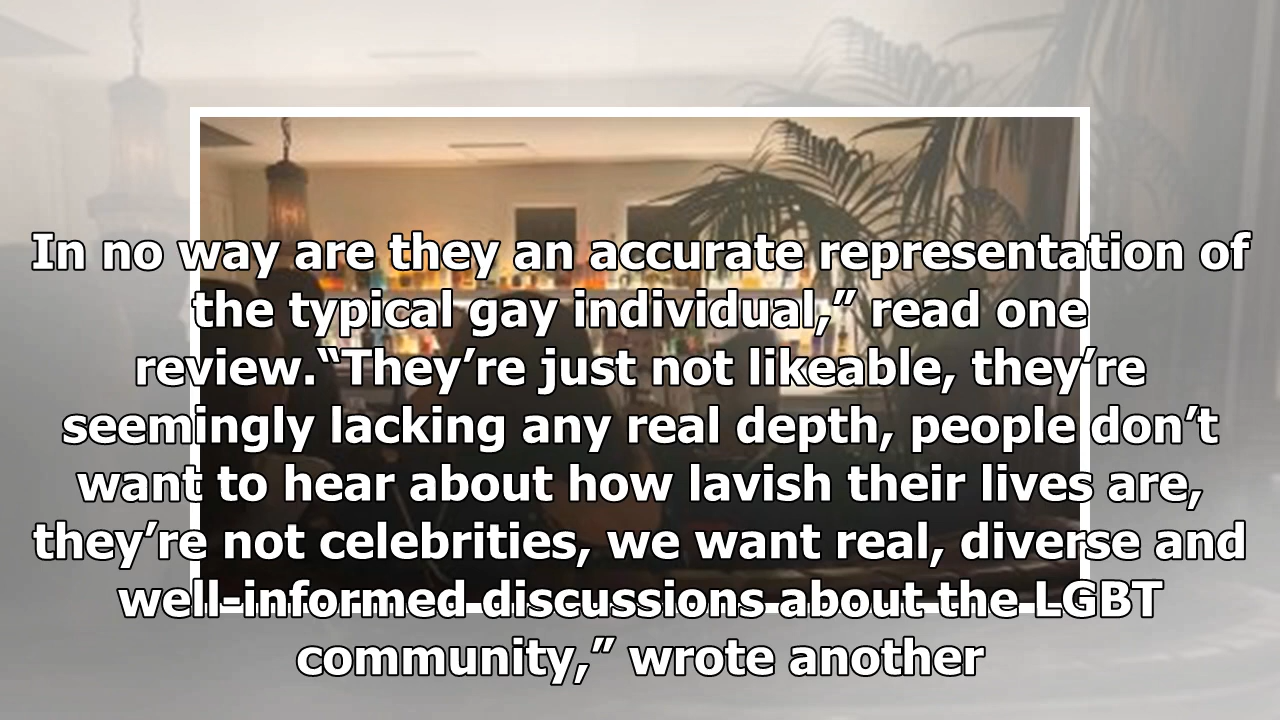 In no way are they an accurate representation of
the typical gay individual,” read one
review.“They’re just not likeable, they’re
seemingly lacking any real depth, people don’t
want to hear about how lavish their lives are,
they’re not celebrities, we want real, diverse and
well-informed discussions about the LGBT
community,” wrote another